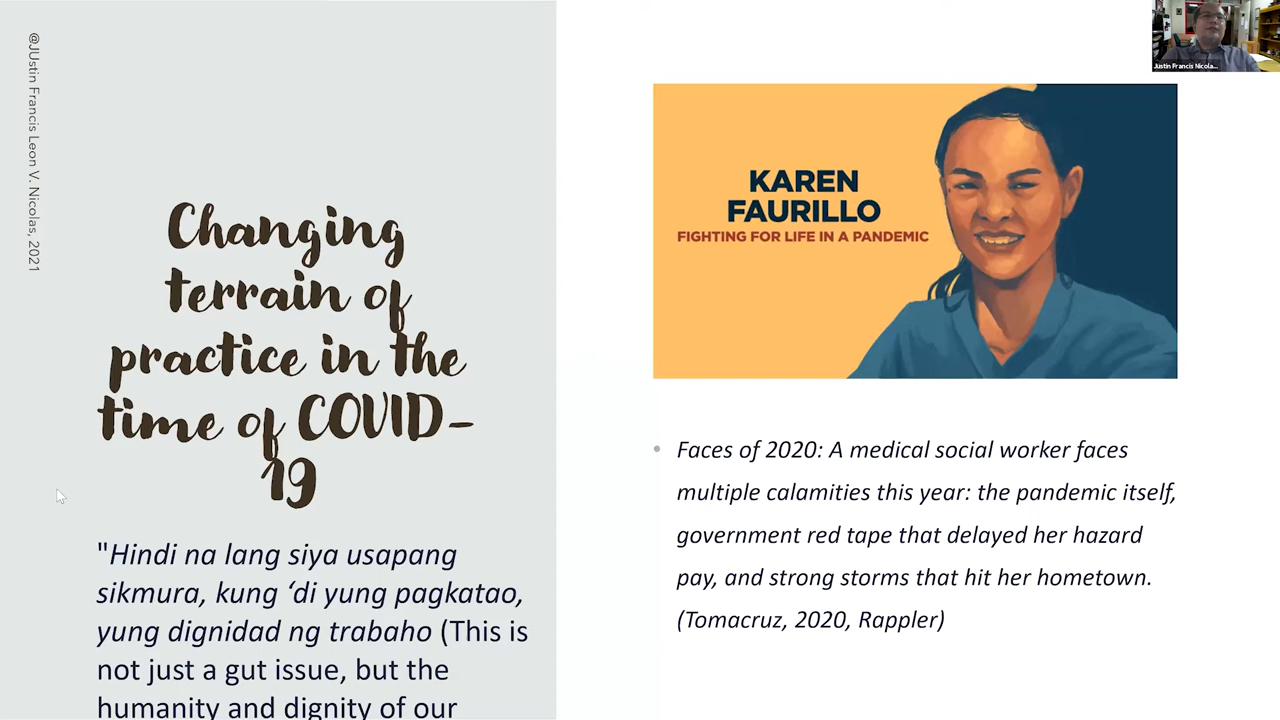 @JUstin Francis Leon V. Nicolas, 2021
Changing
terrain of
practice in the
time of COVID-
19
"Hindi na lang siya usapang
sikmura, kung ‘di yung pagkatao,
yung dignidad ng trabaho (This is
not just a gut issue, but the
humanity and dignity of our
JUstin Francis Nicola...
KAREN
FAURILLO
FIGHTING FOR LIFE IN A PANDEMIC
• Faces of 2020: A medical social worker faces
multiple calamities this year: the pandemic itself,
government red tape that delayed her hazard
pay, and strong storms that hit her hometown.
(Tomacruz, 2020, Rappler)